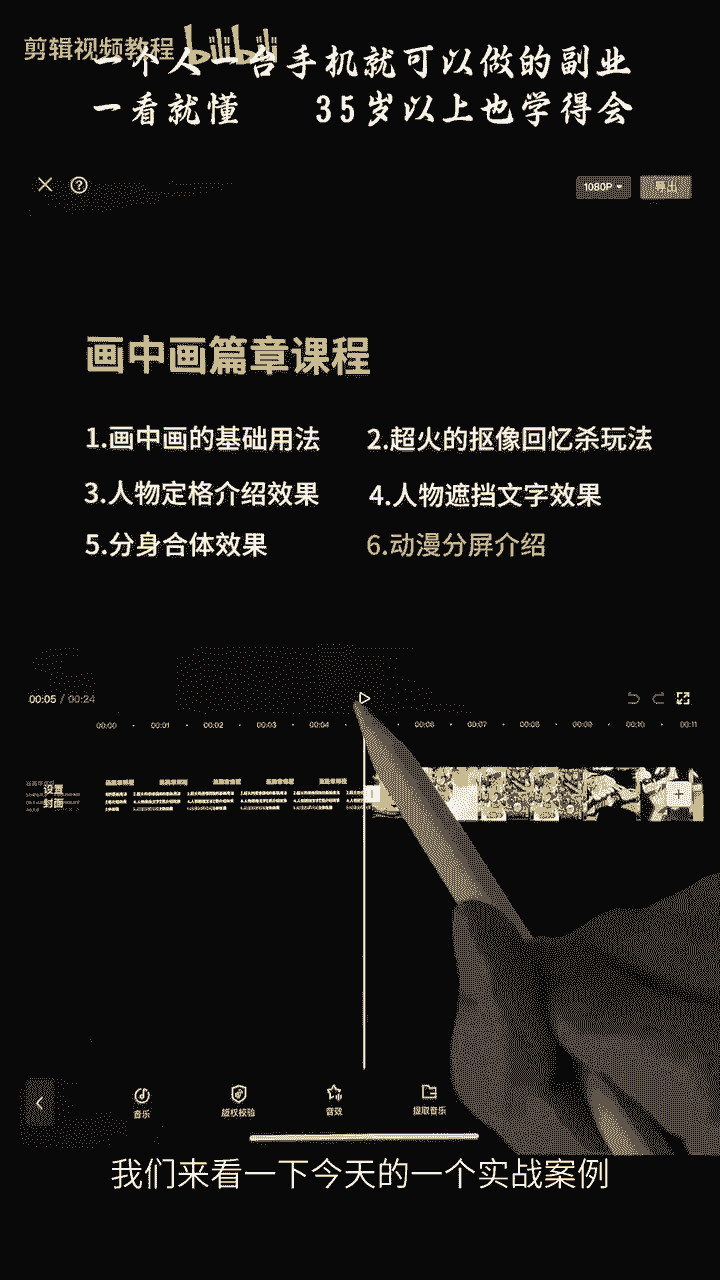 剪辑视频教程 bilibili
一个人一台手机就可以做的副业
一看就懂 35岁以上也学得会
1080P 导出
画中画篇章课程
1.画中画的基础用法 2.超火的抠像回忆杀玩法
3.人物定格介绍效果 4.人物遮挡文字效果
5.分身合体效果 6.动漫分屏介绍
00:05 / 00:24
00:00 00:01 00:02 00:03 00:04 00:06 00:07 00:08 00:09 00:10 00:11
设置
封面
音乐 版权校验 音效 提取音乐
我们来看一下今天的一个实战案例